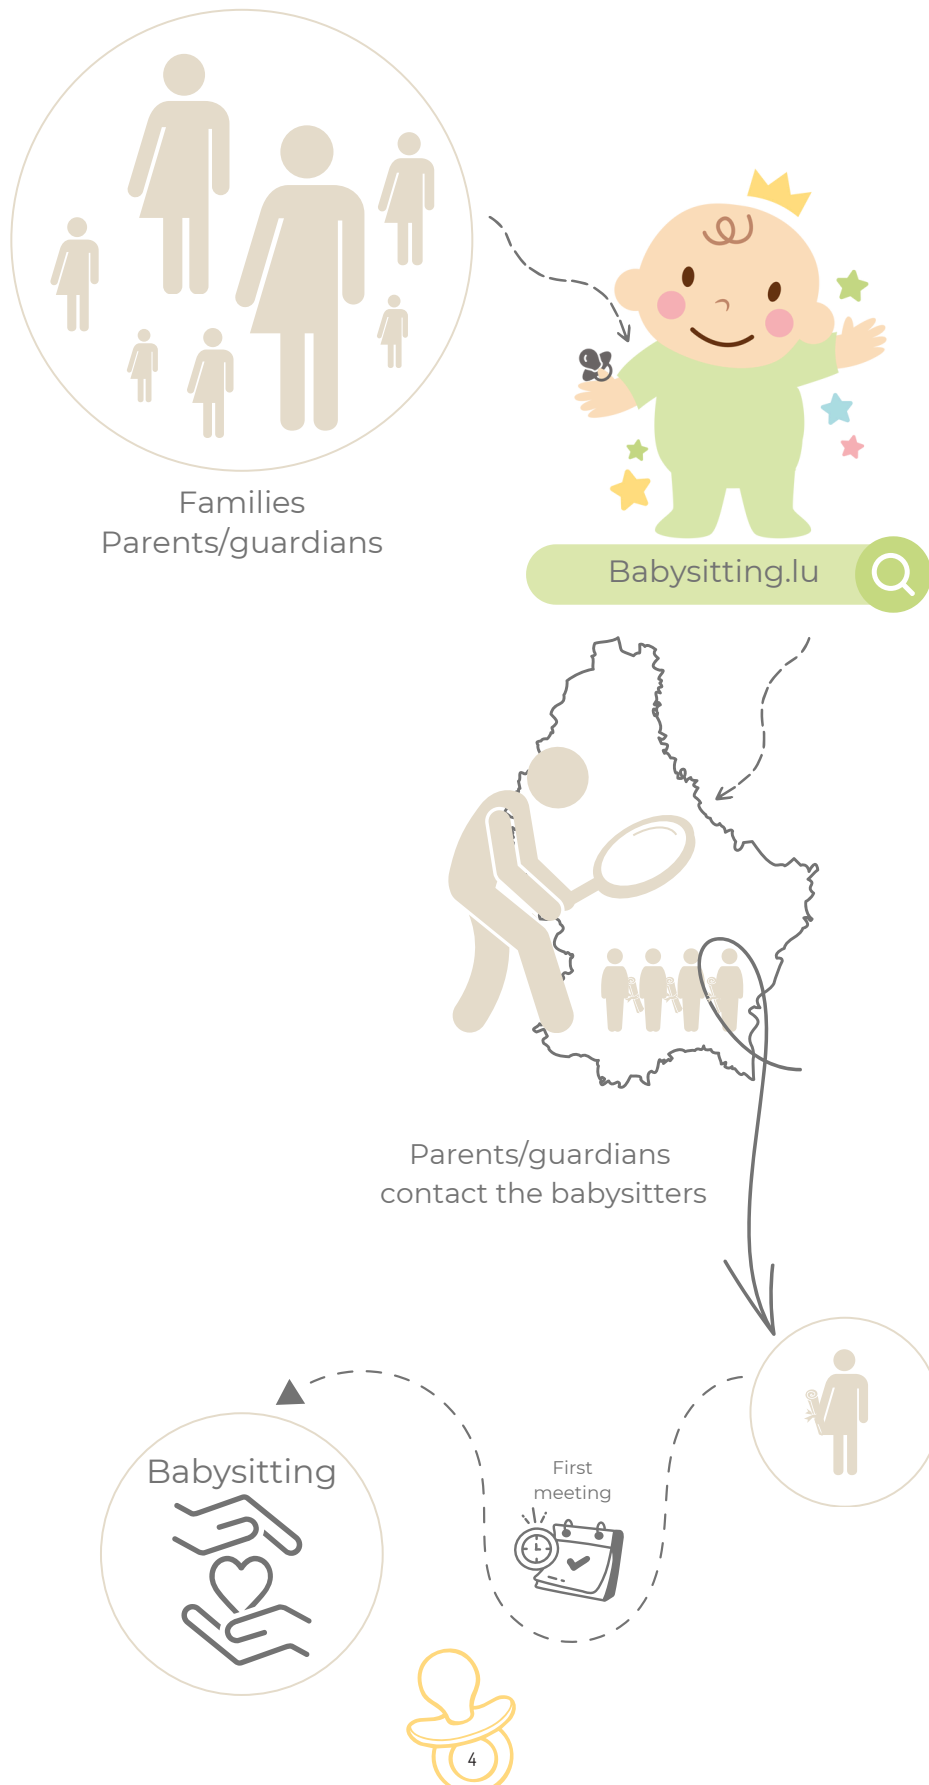 Families
Parents/guardians
Babysitting.lu
Parents/guardians
contact the babysitters
First
meeting
Babysitting
4